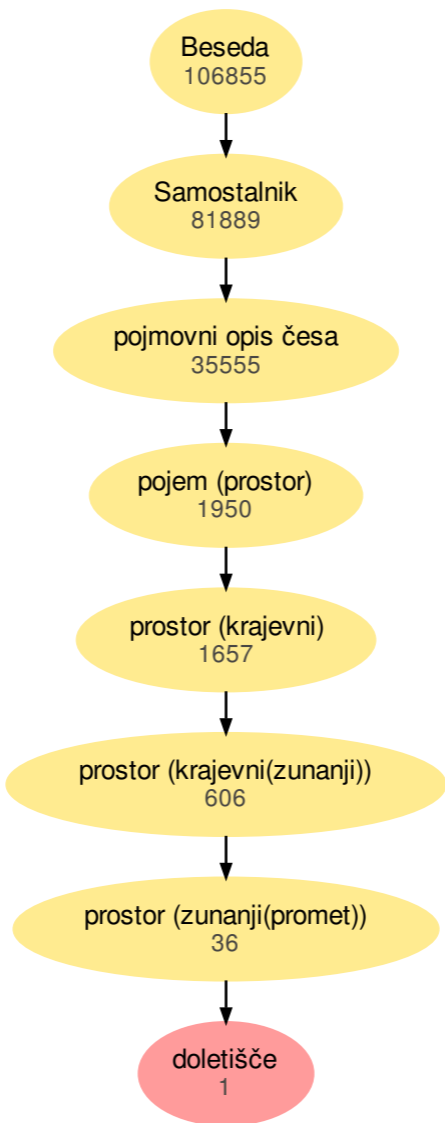 Beseda
106855
Samostalnik
81889
pojmovni opis česa
35555
pojem (prostor)
1950
prostor (krajevni)
1657
prostor (krajevni(zunanji))
606
prostor (zunanji(promet))
36
doletišče
1